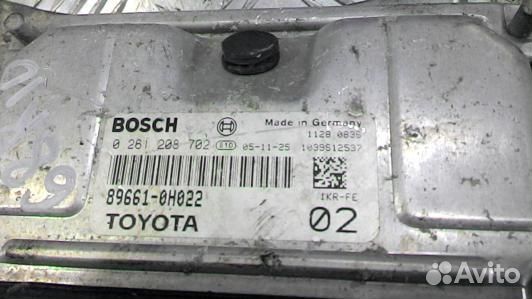 BOSCH
Made in Germany
1128 0835
0 261 208 702 E10 05-11-25 1039S12537
89661-0H022
1KR-FE
TOYOTA
02
Avito